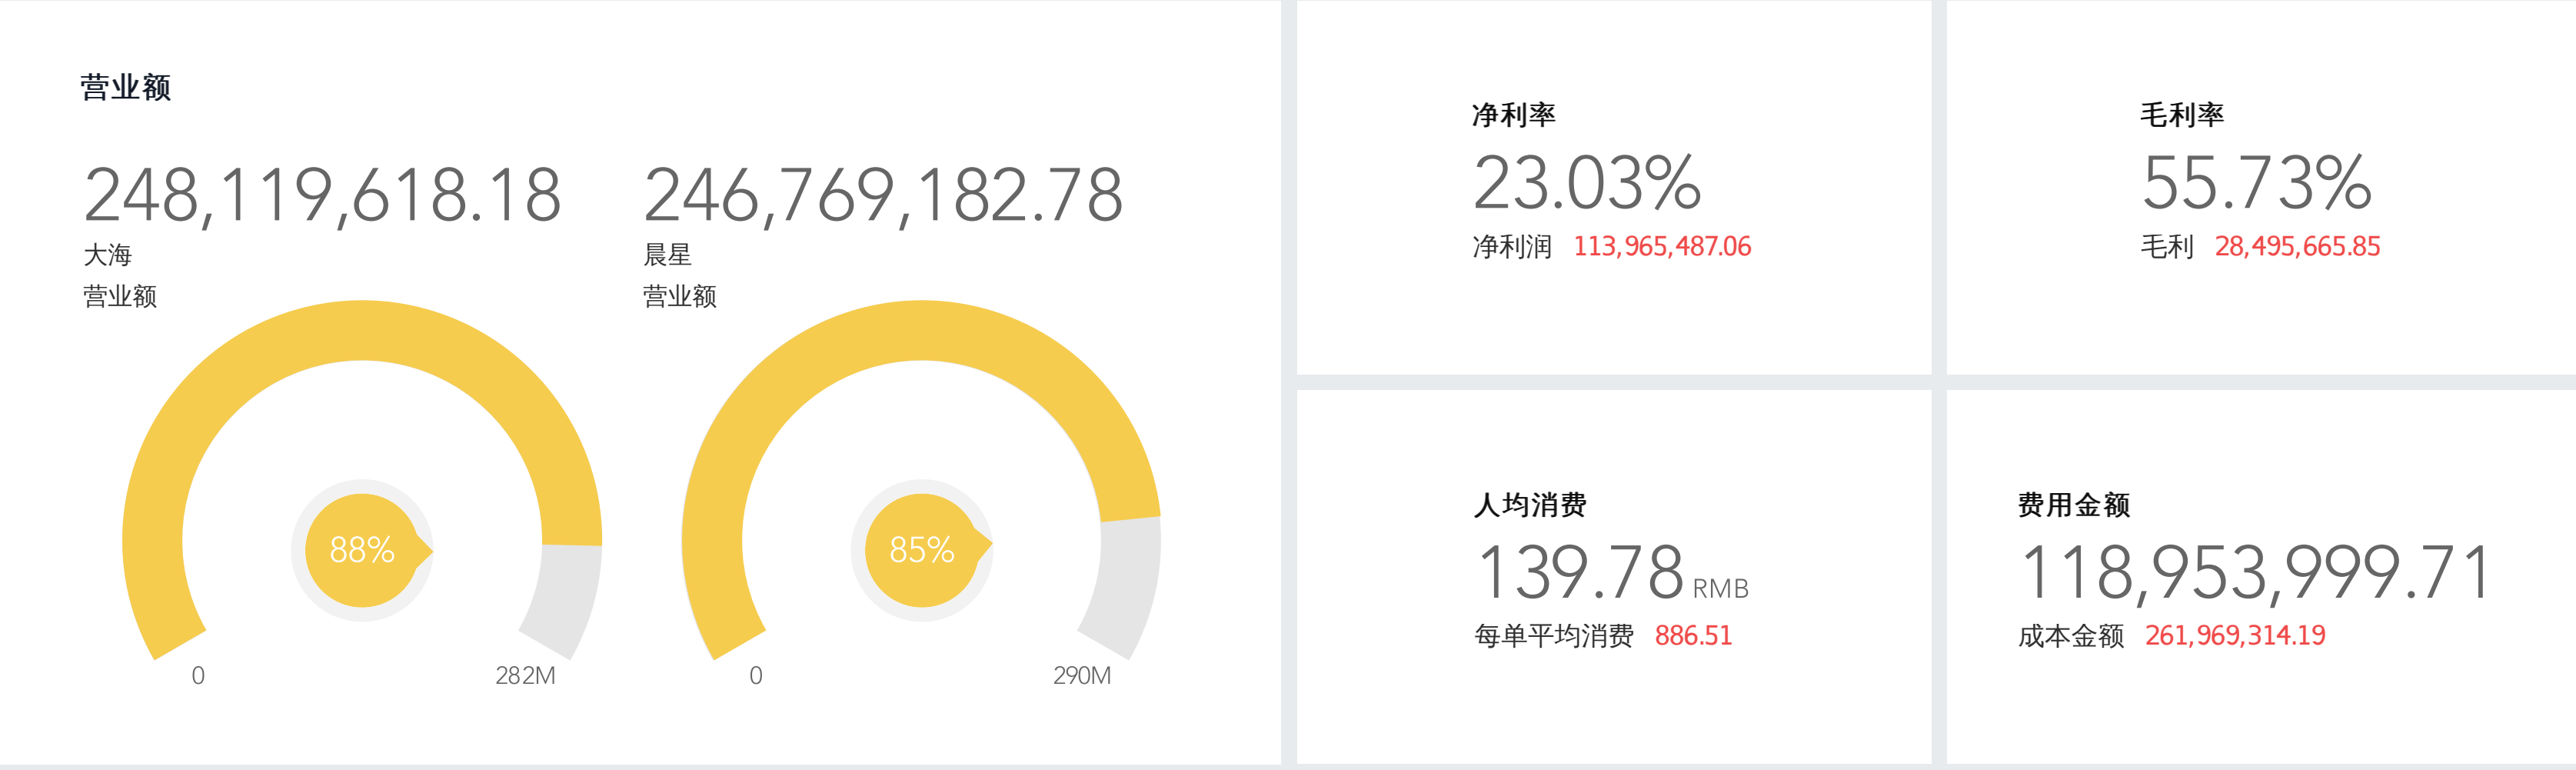 营业额
248,119,618.18
大海
营业额
88%
0
282M
246,769,182.78
晨星
营业额
85%
0
290M
净利率
23.03%
净利润 113,965,487.06
毛利率
55.73%
毛利 28,495,665.85
人均消费
139.78 RMB
每单平均消费 886.51
费用金额
118,953,999.71
成本金额 261,969,314.19